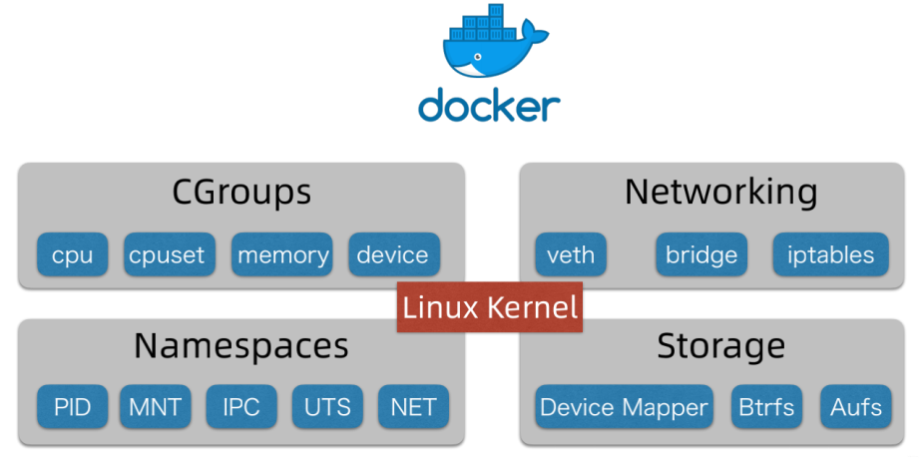 docker
CGroups
cpu cpuset memory device
Networking
veth bridge iptables
Linux Kernel
Namespaces
PID MNT IPC UTS NET
Storage
Device Mapper Btrfs Aufs